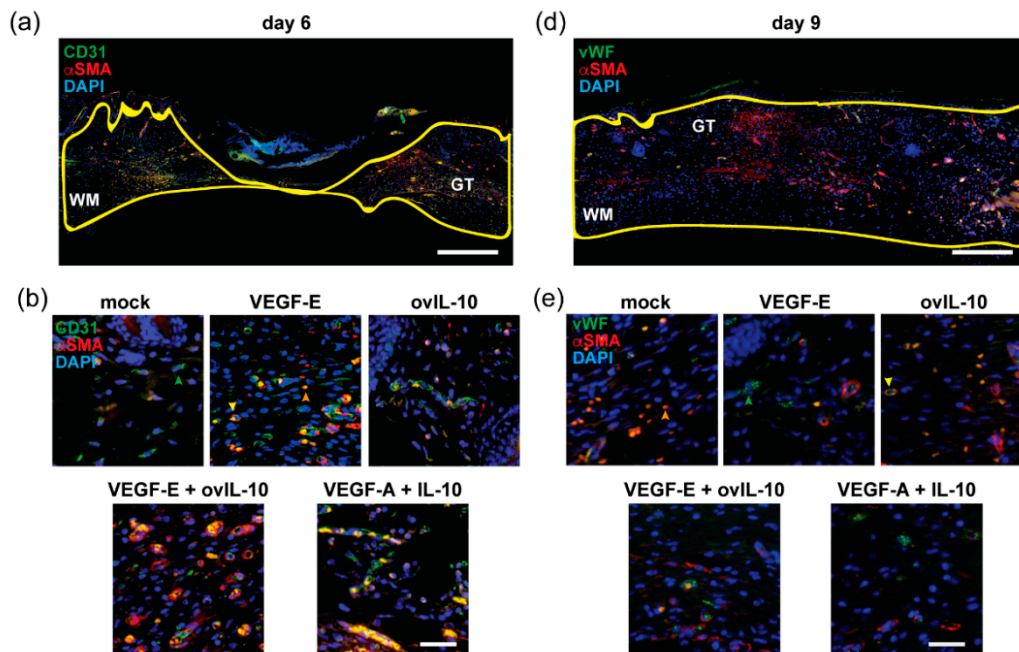 (a)
day 6
CD31
αSMA
DAPI
WM
GT
(d)
day 9
vWF
αSMA
DAPI
GT
WM
(b)
mock
VEGF-E
ovIL-10
CD31
αSMA
DAPI
VEGF-E + ovIL-10
VEGF-A + IL-10
(e)
mock
VEGF-E
ovIL-10
vWF
αSMA
DAPI
VEGF-E + ovIL-10
VEGF-A + IL-10